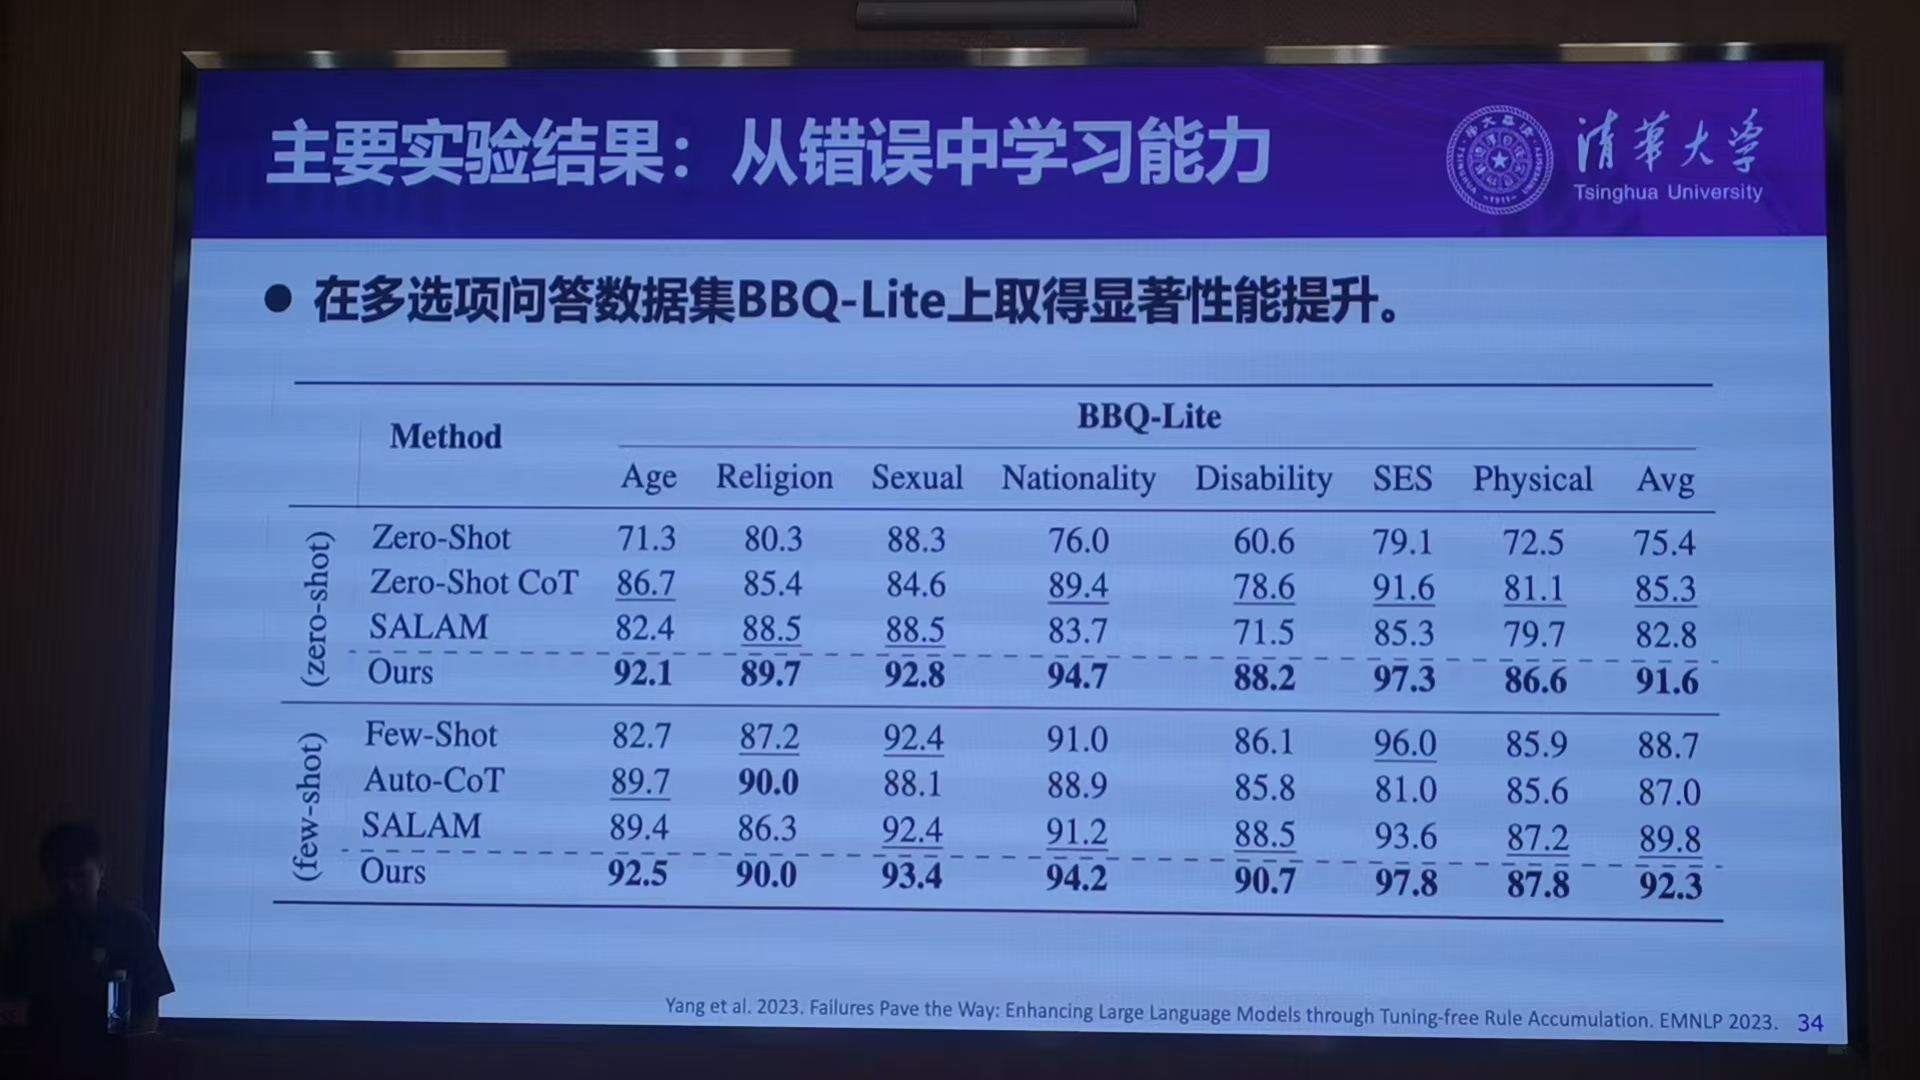 主要实验结果：从错误中学习能力
清华大学
Tsinghua University
● 在多选项问答数据集BBQ-Lite上取得显著性能提升。
Method BBQ-Lite
Age Religion Sexual Nationality Disability SES Physical Avg
(zero-shot)
Zero-Shot 71.3 80.3 88.3 76.0 60.6 79.1 72.5 75.4
Zero-Shot CoT 86.7 85.4 84.6 89.4 78.6 91.6 81.1 85.3
SALAM 82.4 88.5 88.5 83.7 71.5 85.3 79.7 82.8
Ours 92.1 89.7 92.8 94.7 88.2 97.3 86.6 91.6
(few-shot)
Few-Shot 82.7 87.2 92.4 91.0 86.1 96.0 85.9 88.7
Auto-CoT 89.7 90.0 88.1 88.9 85.8 81.0 85.6 87.0
SALAM 89.4 86.3 92.4 91.2 88.5 93.6 87.2 89.8
Ours 92.5 90.0 93.4 94.2 90.7 97.8 87.8 92.3
Yang et al. 2023. Failures Pave the Way: Enhancing Large Language Models through Tuning-free Rule Accumulation. EMNLP 2023. 34